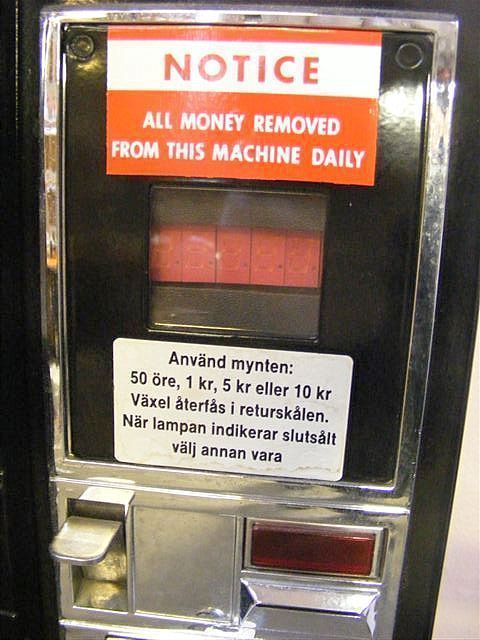 NOTICE
ALL MONEY REMOVED
FROM THIS MACHINE DAILY
Använd mynten:
50 öre, 1 kr, 5 kr eller 10 kr
Växel återfås i returskålen.
När lampan indikerar slutsålt
välj annan vara